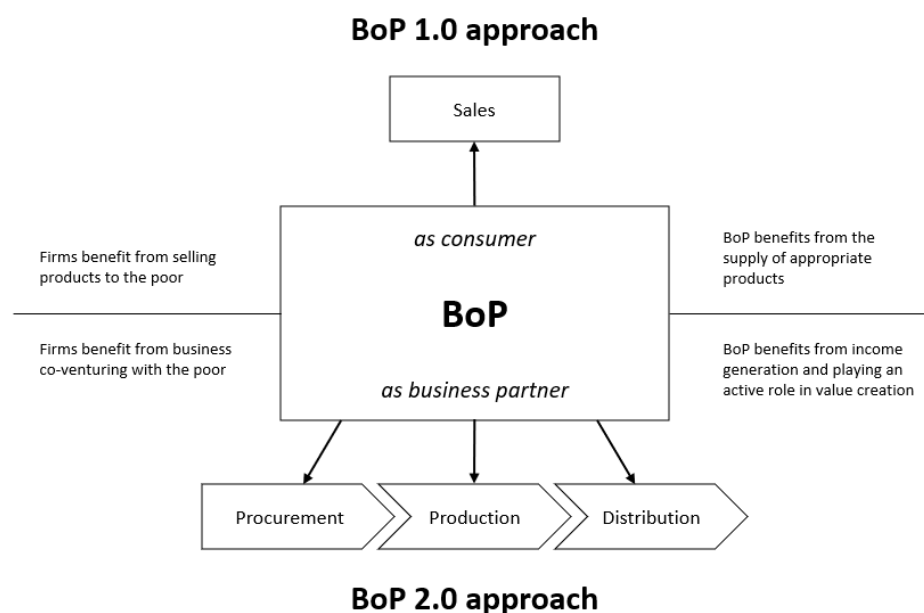 BoP 1.0 approach
Sales
as consumer
Firms benefit from selling
products to the poor
BoP benefits from the
supply of appropriate
products
BoP
Firms benefit from business
co-venturing with the poor
BoP benefits from income
generation and playing an
active role in value creation
as business partner
Procurement
Production
Distribution
BoP 2.0 approach